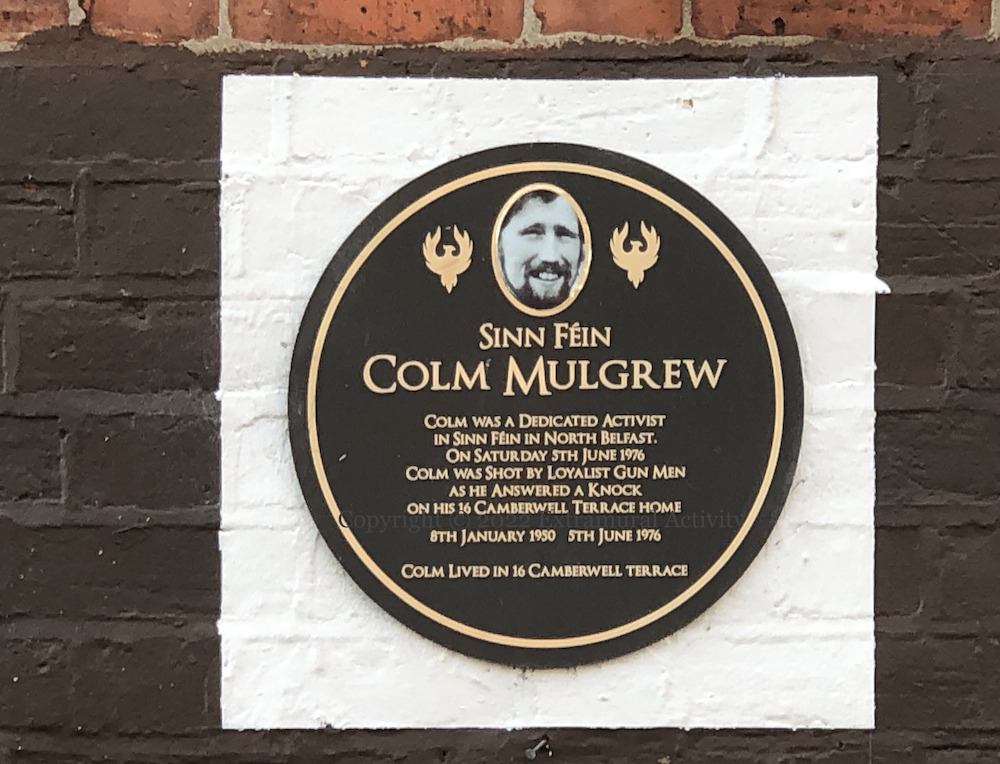 SINN FÉIN
COLM MULGREW
COLM WAS A DEDICATED ACTIVIST
IN SINN FÉIN IN NORTH BELFAST.
ON SATURDAY 5TH JUNE 1976
COLM WAS SHOT BY LOYALIST GUN MEN
AS HE ANSWERED A KNOCK
ON HIS 16 CAMBERWELL TERRACE HOME
Copyright © 2022 Extramural Activity
8TH JANUARY 1950 5TH JUNE 1976
COLM LIVED IN 16 CAMBERWELL TERRACE